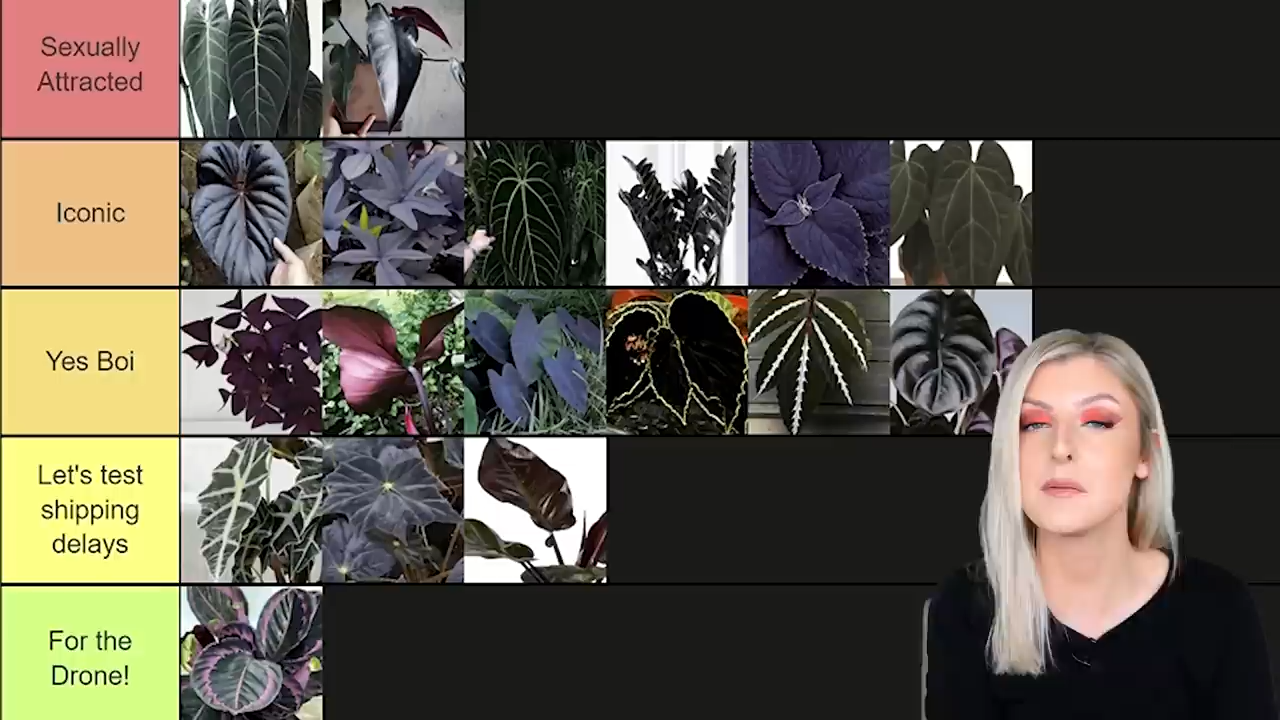 Sexually
Attracted
Iconic
Yes Boi
Let's test
shipping
delays
For the
Drone!